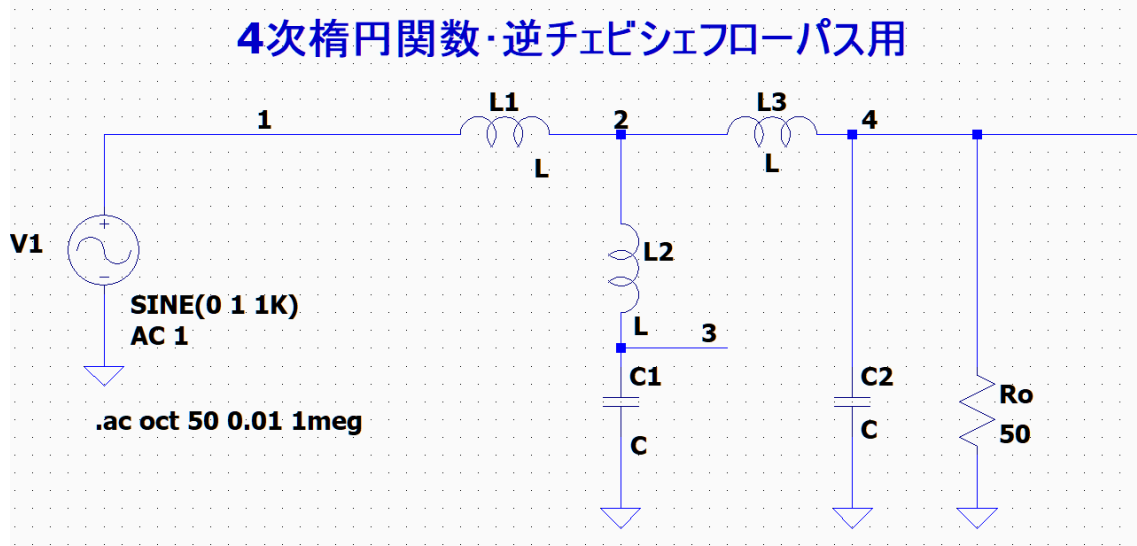 4次楕円関数・逆チェビシェフローパス用
1
L1
L
2
L3
L
4
V1
+
−
SINE(0 1 1K)
AC 1
L2
L
3
C1
C
C2
C
Ro
50
.ac oct 50 0.01 1meg